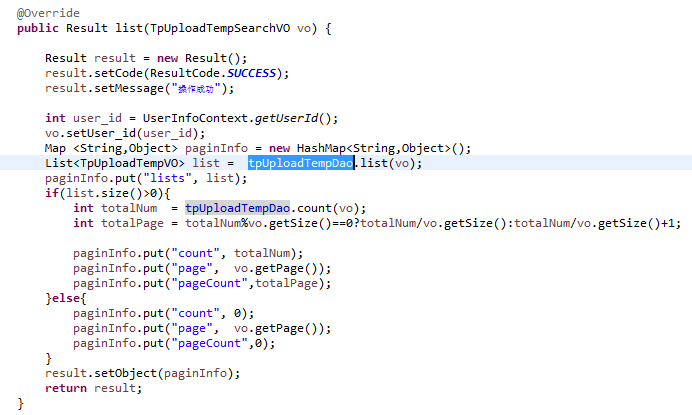 @Override
public Result list(TpUploadTempSearchVO vo) {
Result result = new Result();
result.setCode(ResultCode.SUCCESS);
result.setMessage("操作成功");
int user_id = UserInfoContext.getUserId();
vo.setUser_id(user_id);
Map <String,Object> paginInfo = new HashMap<String,Object>();
List<TpUploadTempVO> list =  tpUploadTempDao.list(vo);
paginInfo.put("lists", list);
if(list.size()>0){
int totalNum  = tpUploadTempDao.count(vo);
int totalPage = totalNum%vo.getSize()==0?totalNum/vo.getSize():totalNum/vo.getSize()+1;
paginInfo.put("count", totalNum);
paginInfo.put("page",  vo.getPage());
paginInfo.put("pageCount",totalPage);
}else{
paginInfo.put("count", 0);
paginInfo.put("page",  vo.getPage());
paginInfo.put("pageCount",0);
}
result.setObject(paginInfo);
return result;
}